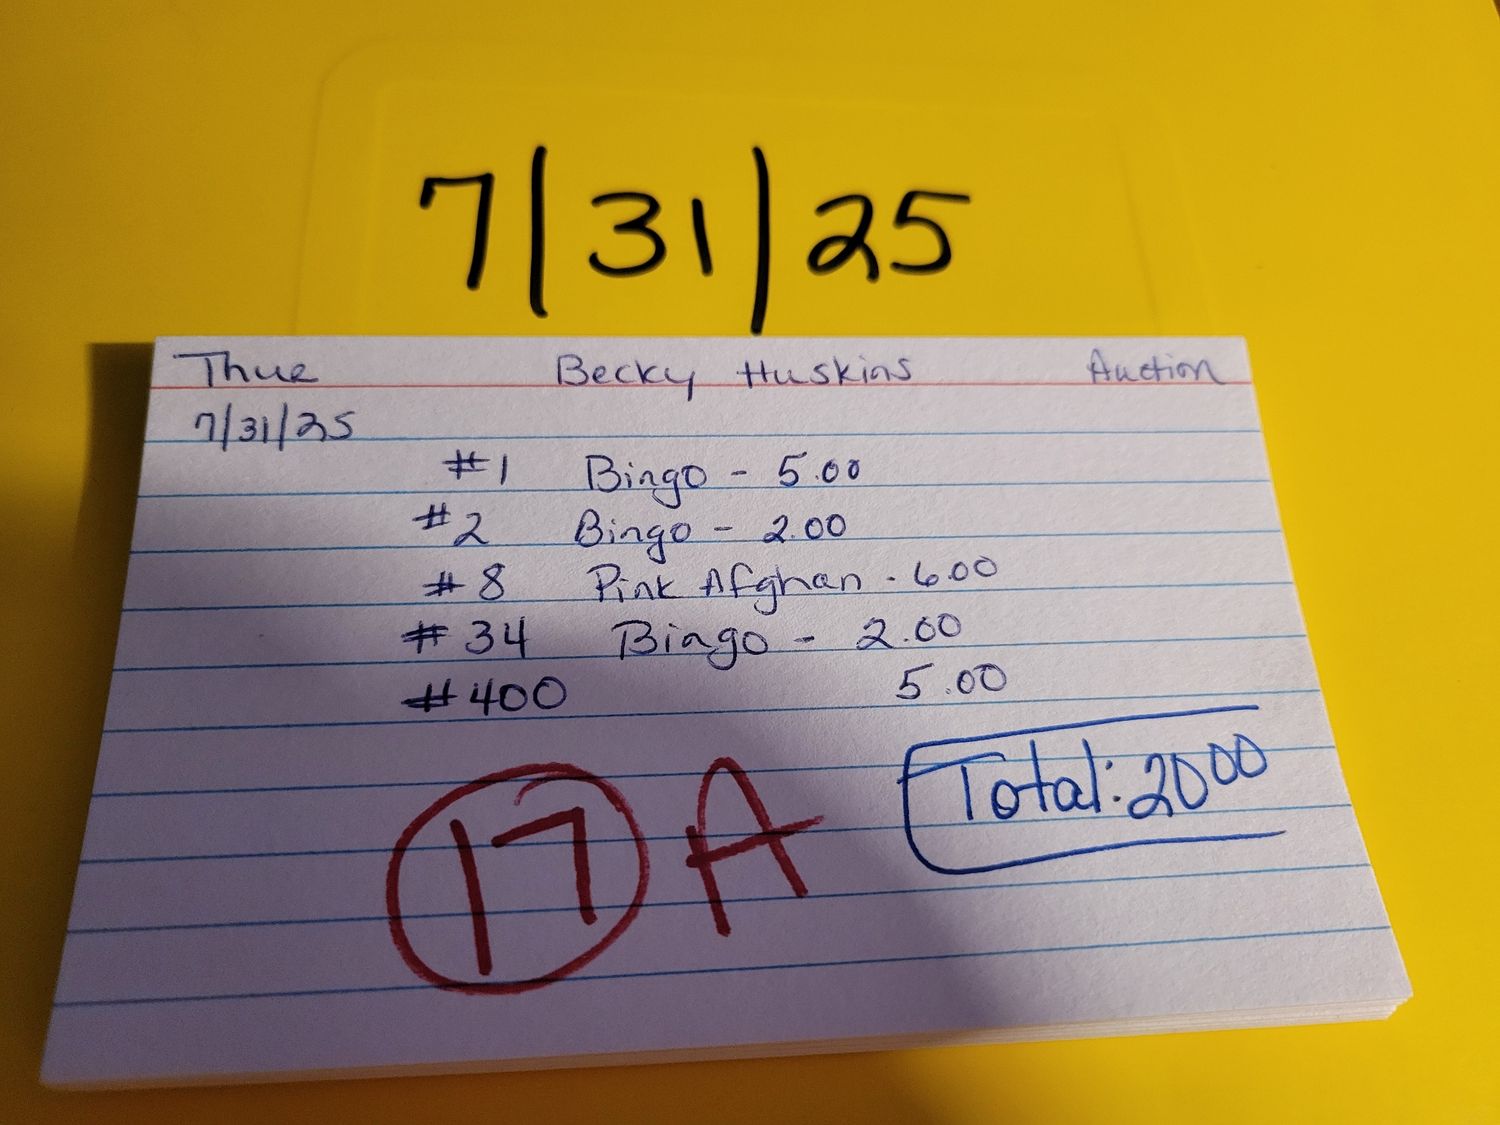 7/31/25
Thur Becky Huskins Auction
7/31/25
#1 Bingo - 5.00
#2 Bingo - 2.00
#8 Pink Afghan - 6.00
#34 Bingo - 2.00
#400 5.00
Total: 20.00
17 A